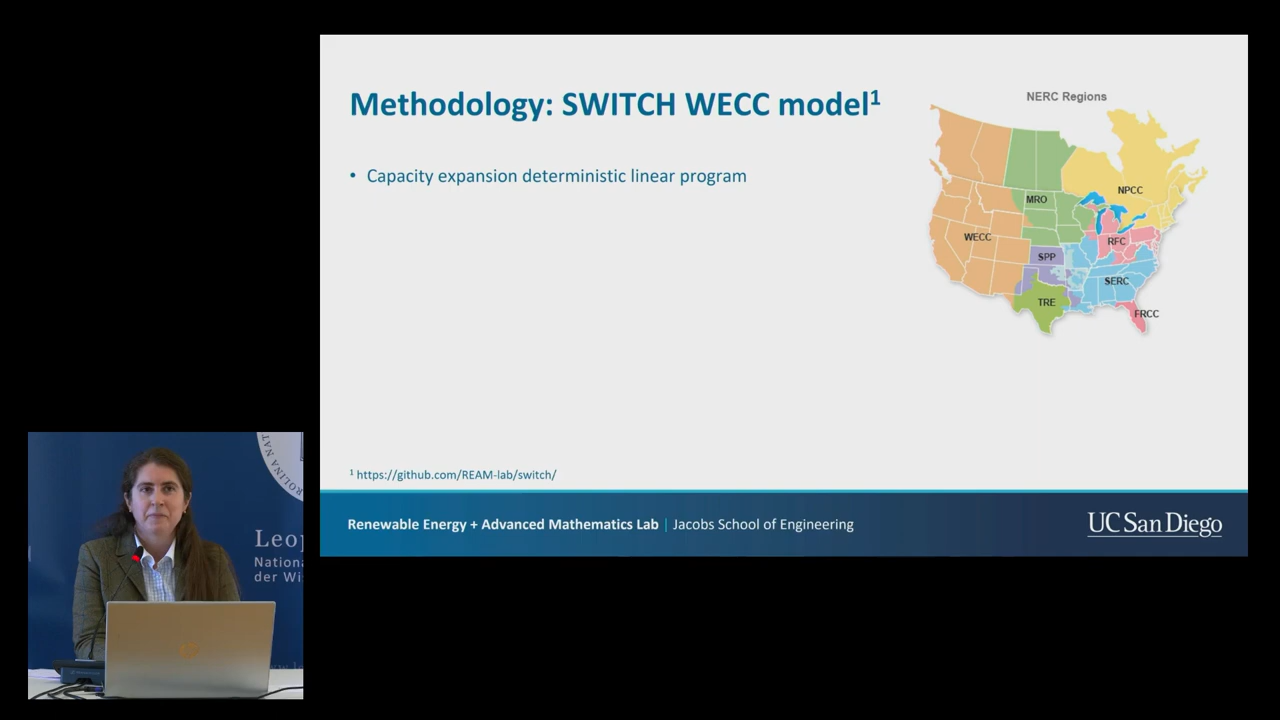 Methodology: SWITCH WECC model¹
• Capacity expansion deterministic linear program
NERC Regions
NPCC
MRO
WECC
RFC
SPP
SERC
TRE
FRCC
¹ https://github.com/REAM-lab/switch/
Renewable Energy + Advanced Mathematics Lab | Jacobs School of Engineering
UC San Diego
ROLINA NAT
Leop
Nationa
der Wi